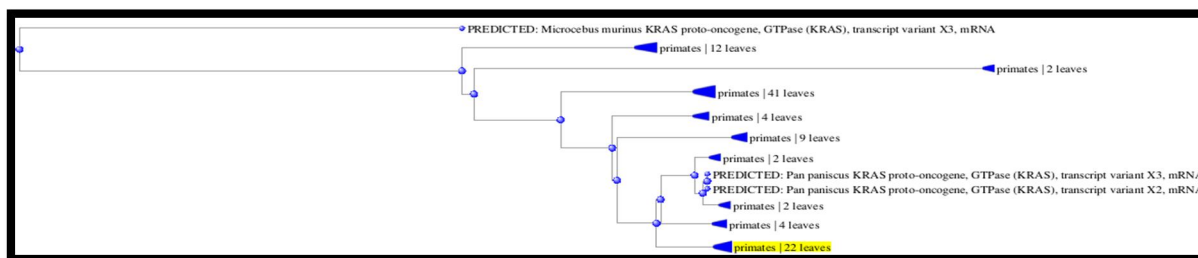 PREDICTED: Microcebus murinus KRAS proto-oncogene, GTPase (KRAS), transcript variant X3, mRNA
primates | 12 leaves
primates | 2 leaves
primates | 41 leaves
primates | 4 leaves
primates | 9 leaves
primates | 2 leaves
PREDICTED: Pan paniscus KRAS proto-oncogene, GTPase (KRAS), transcript variant X3, mRNA
PREDICTED: Pan paniscus KRAS proto-oncogene, GTPase (KRAS), transcript variant X2, mRNA
primates | 2 leaves
primates | 4 leaves
primates | 22 leaves